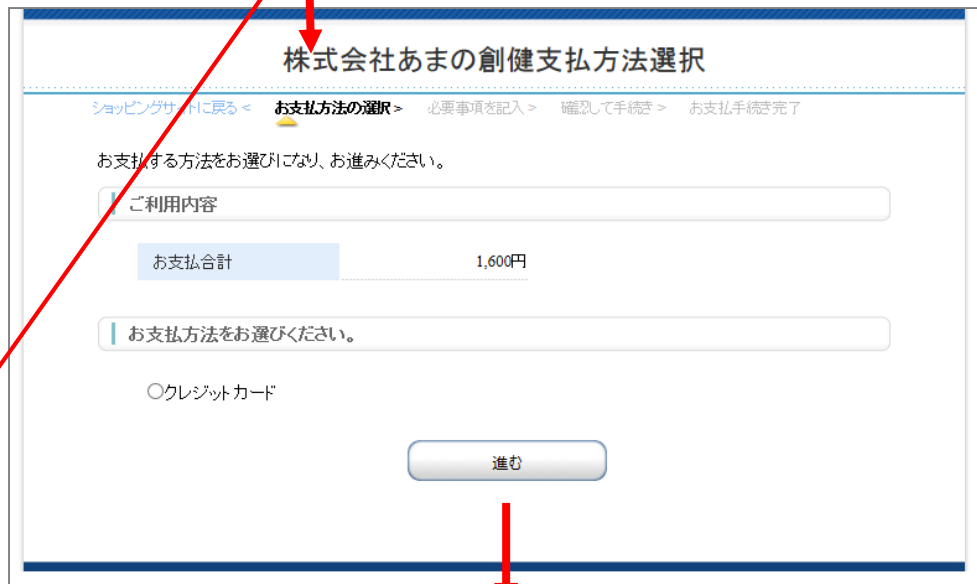 株式会社あまの創健支払方法選択
ショッピングサイトに戻る < お支払方法の選択 > 必要事項を記入 > 確認して手続き > お支払手続き完了
お支払する方法をお選びになり、お進みください。
ご利用内容
お支払合計 1,600円
お支払方法をお選びください。
クレジットカード
進む